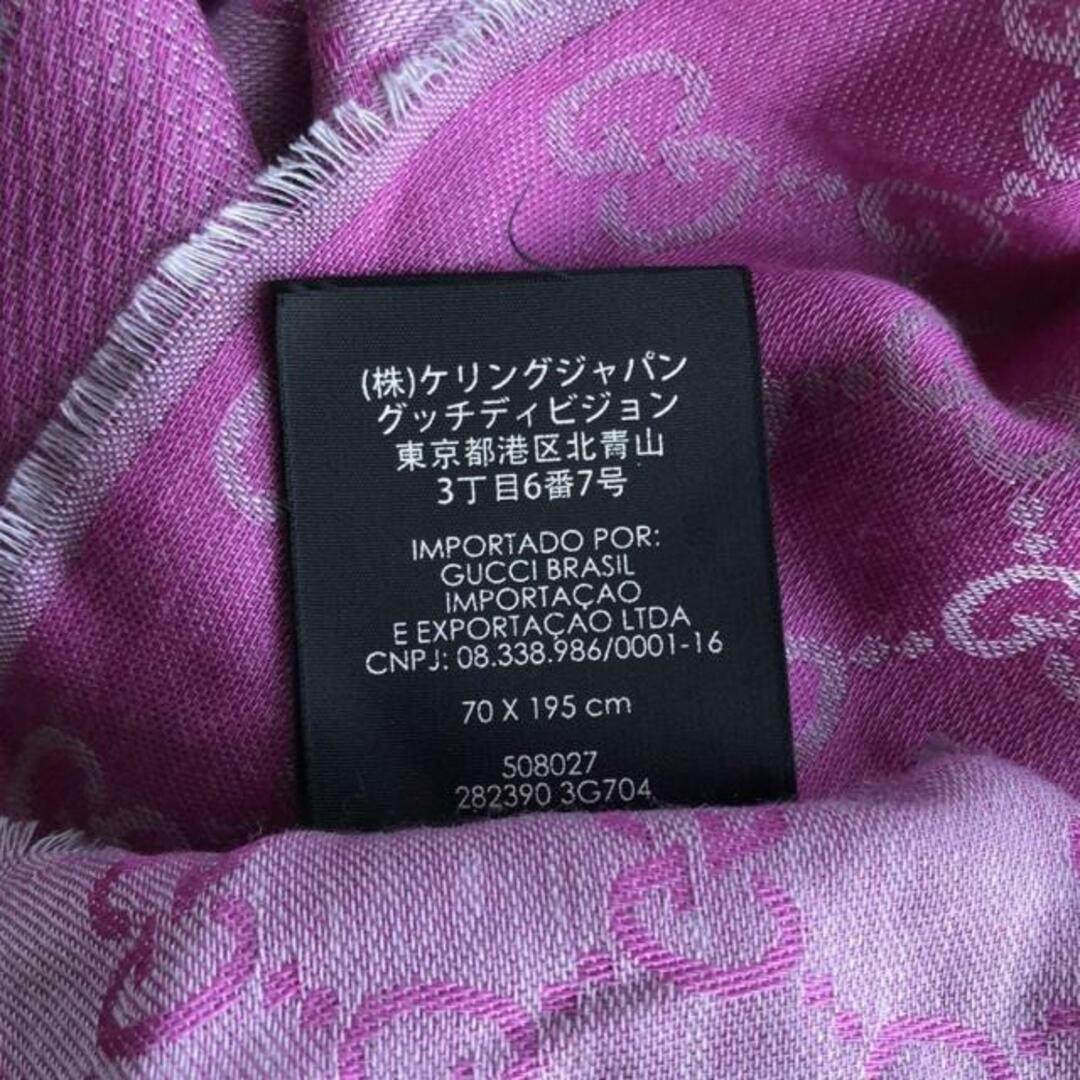 (株)ケリングジャパン
グッチディビジョン
東京都港区北青山
3丁目6番7号
IMPORTADO POR:
GUCCI BRASIL
IMPORTAÇAO
E EXPORTAÇAO LTDA
CNPJ: 08.338.986/0001-16
70 X 195 cm
508027
282390 3G704